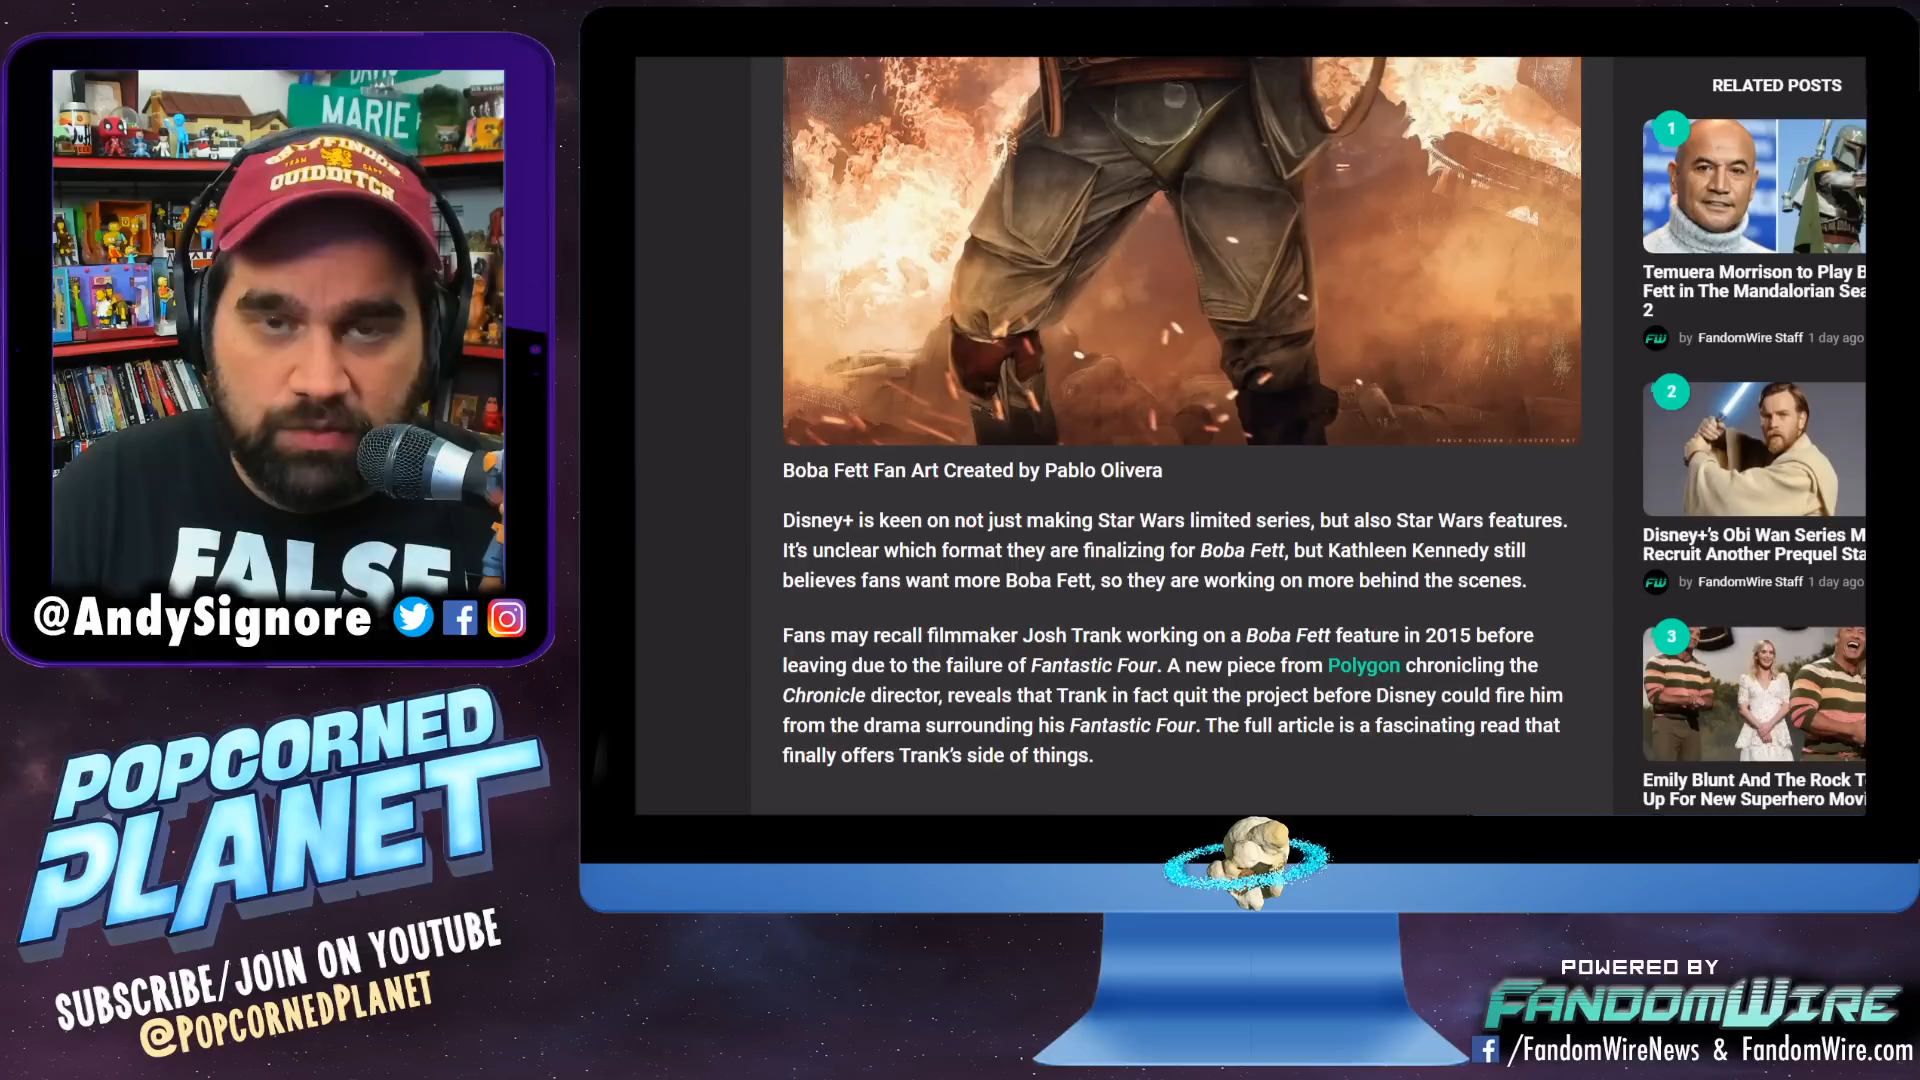 MARIE
GRYFFINDOR
TEAM CAPT.
QUIDDITCH
FALSE
@AndySignore
POPCORNED
PLANET
SUBSCRIBE/JOIN ON YOUTUBE
@POPCORNEDPLANET
Boba Fett Fan Art Created by Pablo Olivera
Disney+ is keen on not just making Star Wars limited series, but also Star Wars features.
It's unclear which format they are finalizing for Boba Fett, but Kathleen Kennedy still
believes fans want more Boba Fett, so they are working on more behind the scenes.
Fans may recall filmmaker Josh Trank working on a Boba Fett feature in 2015 before
leaving due to the failure of Fantastic Four. A new piece from Polygon chronicling the
Chronicle director, reveals that Trank in fact quit the project before Disney could fire him
from the drama surrounding his Fantastic Four. The full article is a fascinating read that
finally offers Trank's side of things.
RELATED POSTS
1
Temuera Morrison to Play B
Fett in The Mandalorian Sea
2
FW by FandomWire Staff 1 day ago
2
Disney+'s Obi Wan Series M
Recruit Another Prequel Sta
FW by FandomWire Staff 1 day ago
3
Emily Blunt And The Rock T
Up For New Superhero Movi
POWERED BY
FANDOMWIRE
/FandomWireNews & FandomWire.com